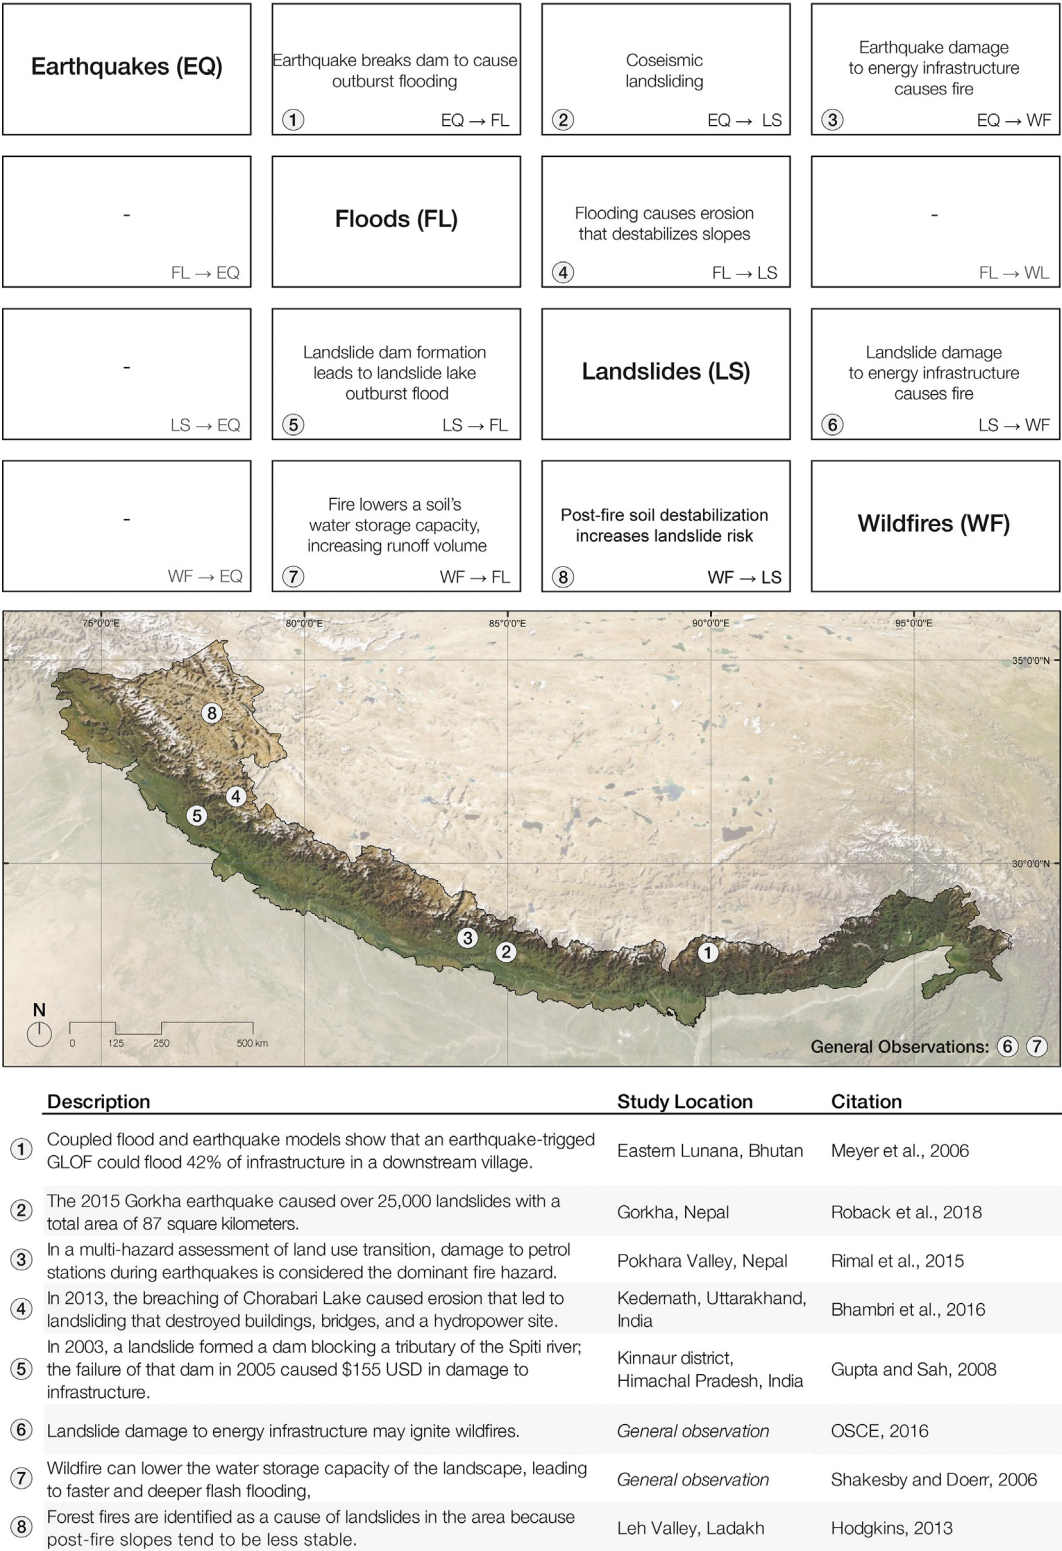 Earthquakes (EQ)
Earthquake breaks dam to cause
outburst flooding
1 EQ → FL
Coseismic
landsliding
2 EQ → LS
Earthquake damage
to energy infrastructure
causes fire
3 EQ → WF
-
FL → EQ
Floods (FL)
Flooding causes erosion
that destabilizes slopes
4 FL → LS
-
FL → WL
-
LS → EQ
Landslide dam formation
leads to landslide lake
outburst flood
5 LS → FL
Landslides (LS)
Landslide damage
to energy infrastructure
causes fire
6 LS → WF
-
WF → EQ
Fire lowers a soil's
water storage capacity,
increasing runoff volume
7 WF → FL
Post-fire soil destabilization
increases landslide risk
8 WF → LS
Wildfires (WF)
75°0'0"E 80°0'0"E 85°0'0"E 90°0'0"E 95°0'0"E
35°0'0"N
8
4
5
30°0'0"N
3
2
1
N
0 125 250 500 km
General Observations: 6 7
Description Study Location Citation
1 Coupled flood and earthquake models show that an earthquake-trigged
GLOF could flood 42% of infrastructure in a downstream village.
Eastern Lunana, Bhutan
Meyer et al., 2006
2 The 2015 Gorkha earthquake caused over 25,000 landslides with a
total area of 87 square kilometers.
Gorkha, Nepal
Roback et al., 2018
3 In a multi-hazard assessment of land use transition, damage to petrol
stations during earthquakes is considered the dominant fire hazard.
Pokhara Valley, Nepal
Rimal et al., 2015
4 In 2013, the breaching of Chorabari Lake caused erosion that led to
landsliding that destroyed buildings, bridges, and a hydropower site.
Kedernath, Uttarakhand,
India
Bhambri et al., 2016
5 In 2003, a landslide formed a dam blocking a tributary of the Spiti river;
the failure of that dam in 2005 caused $155 USD in damage to
infrastructure.
Kinnaur district,
Himachal Pradesh, India
Gupta and Sah, 2008
6 Landslide damage to energy infrastructure may ignite wildfires.
General observation
OSCE, 2016
7 Wildfire can lower the water storage capacity of the landscape, leading
to faster and deeper flash flooding,
General observation
Shakesby and Doerr, 2006
8 Forest fires are identified as a cause of landslides in the area because
post-fire slopes tend to be less stable.
Leh Valley, Ladakh
Hodgkins, 2013